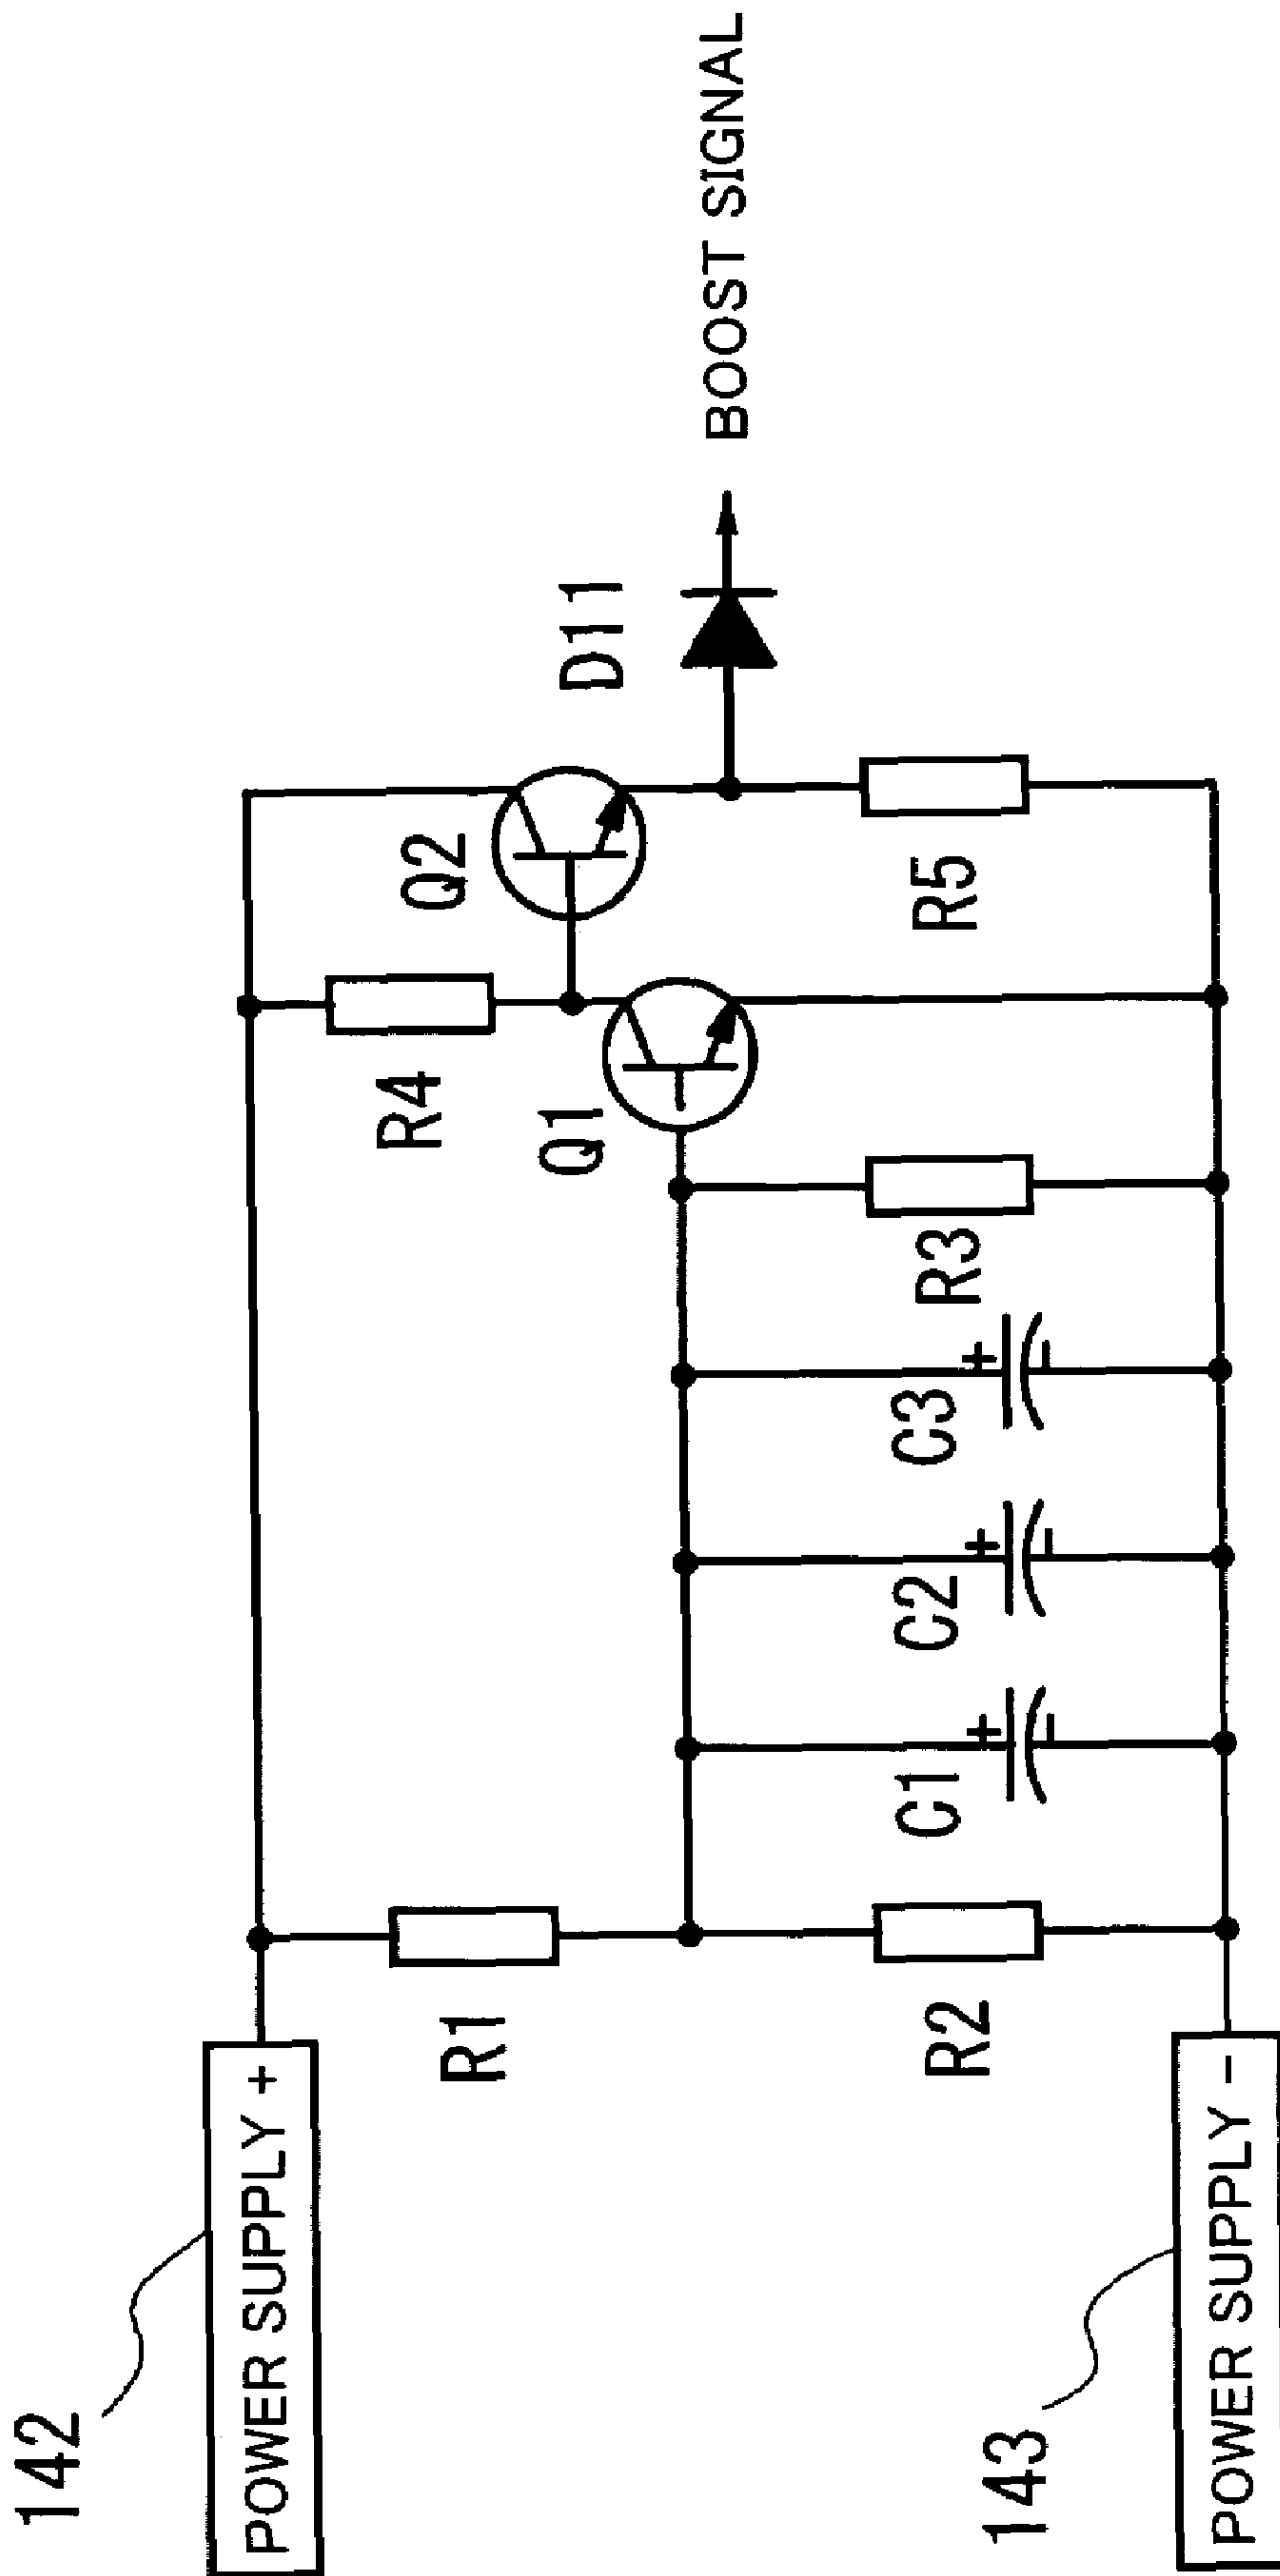 142
POWER SUPPLY +
R1
R4
Q2
Q1
D11
BOOST SIGNAL
R2
C1
C2
C3
R3
R5
+
−
+
−
+
−
143
POWER SUPPLY −